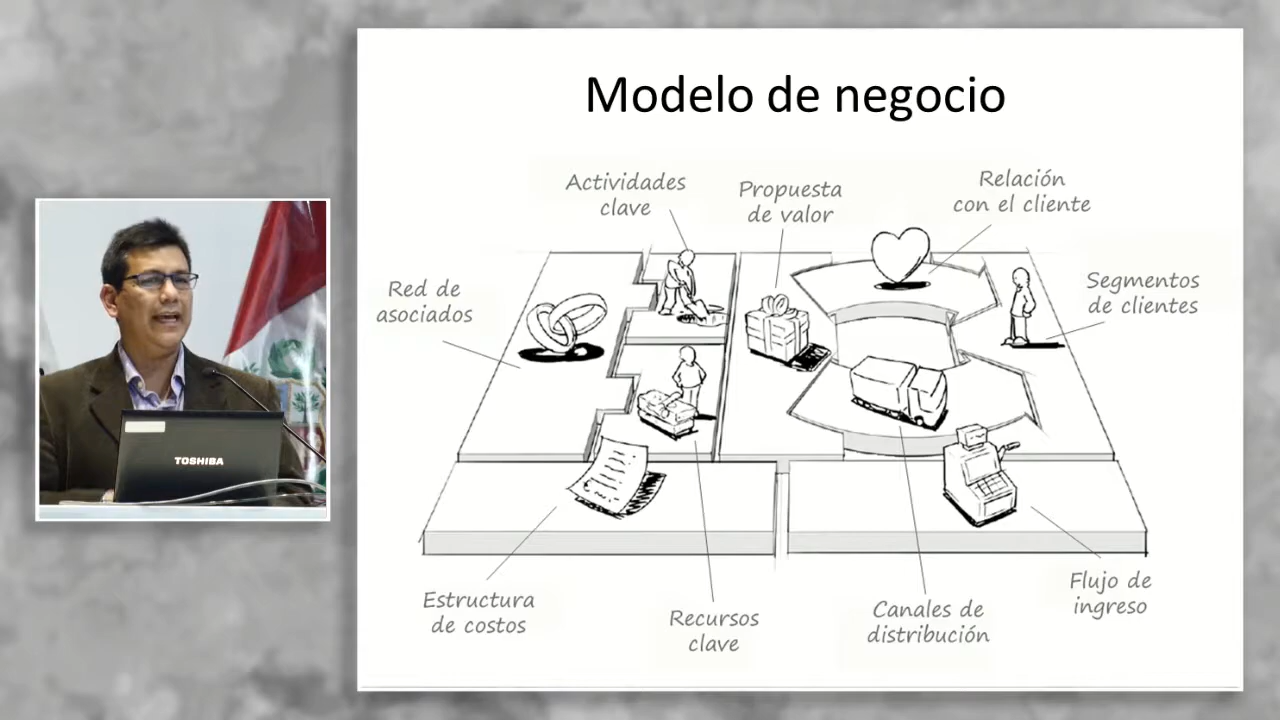 Modelo de negocio
Actividades
clave
Propuesta
de valor
Relación
con el cliente
Red de
asociados
Segmentos
de clientes
TOSHIBA
Estructura
de costos
Recursos
clave
Canales de
distribución
Flujo de
ingreso